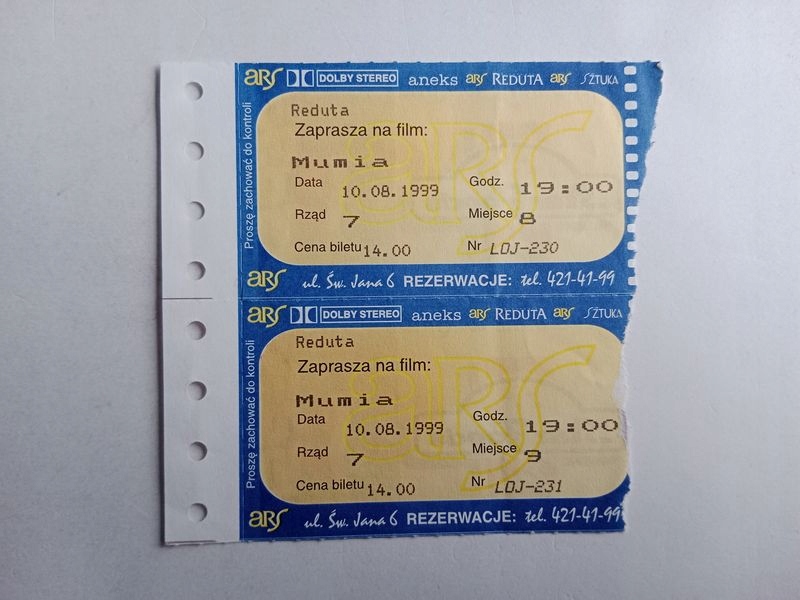 ARS DOLBY STEREO aneks ARS REDUTA ARS SZTUKA
Proszę zachować do kontroli
Reduta
Zaprasza na film:
Mumia
Data 10.08.1999 Godz. 19:00
Rząd 7 Miejsce 8
Cena biletu 14.00 Nr LOJ-230
ARS ul. Św. Jana 6 REZERWACJE: tel. 421-41-99
ARS DOLBY STEREO aneks ARS REDUTA ARS SZTUKA
Proszę zachować do kontroli
Reduta
Zaprasza na film:
Mumia
Data 10.08.1999 Godz. 19:00
Rząd 7 Miejsce 9
Cena biletu 14.00 Nr LOJ-231
ARS ul. Św. Jana 6 REZERWACJE: tel. 421-41-99